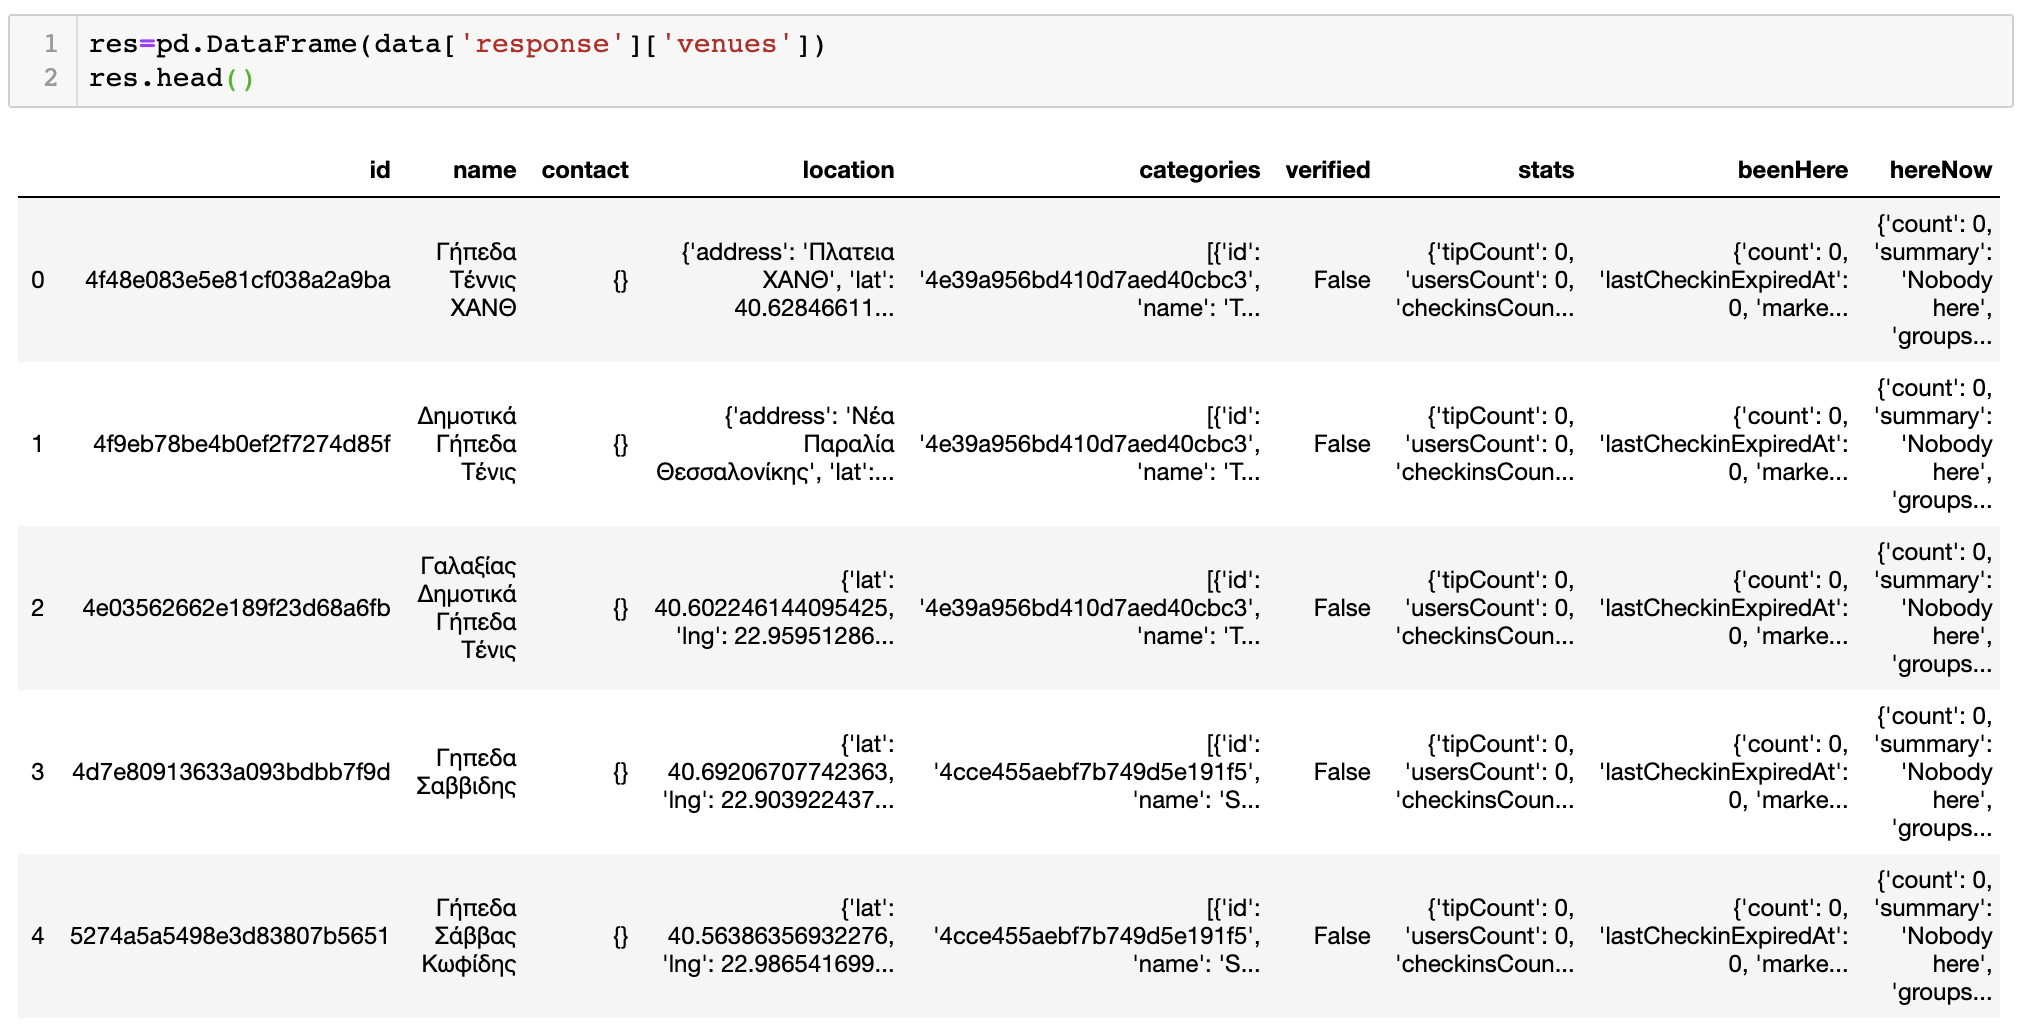 1 res=pd.DataFrame(data['response']['venues'])
2 res.head()
id name contact location categories verified stats beenHere hereNow
0 4f48e083e5e81cf038a2a9ba Γήπεδα Τέννις ΧΑΝΘ {} {'address': 'Πλατεια ΧΑΝΘ', 'lat': 40.62846611... [{'id': '4e39a956bd410d7aed40cbc3', 'name': 'T... False {'tipCount': 0, 'usersCount': 0, 'checkinsCoun... {'count': 0, 'lastCheckinExpiredAt': 0, 'marke... {'count': 0, 'summary': 'Nobody here', 'groups...
1 4f9eb78be4b0ef2f7274d85f Δημοτικά Γήπεδα Τένις {} {'address': 'Νέα Παραλία Θεσσαλονίκης', 'lat':... [{'id': '4e39a956bd410d7aed40cbc3', 'name': 'T... False {'tipCount': 0, 'usersCount': 0, 'checkinsCoun... {'count': 0, 'lastCheckinExpiredAt': 0, 'marke... {'count': 0, 'summary': 'Nobody here', 'groups...
2 4e03562662e189f23d68a6fb Γαλαξίας Δημοτικά Γήπεδα Τένις {} {'lat': 40.602246144095425, 'lng': 22.95951286... [{'id': '4e39a956bd410d7aed40cbc3', 'name': 'T... False {'tipCount': 0, 'usersCount': 0, 'checkinsCoun... {'count': 0, 'lastCheckinExpiredAt': 0, 'marke... {'count': 0, 'summary': 'Nobody here', 'groups...
3 4d7e80913633a093bdbb7f9d Γηπεδα Σαββιδης {} {'lat': 40.69206707742363, 'lng': 22.903922437... [{'id': '4cce455aebf7b749d5e191f5', 'name': 'S... False {'tipCount': 0, 'usersCount': 0, 'checkinsCoun... {'count': 0, 'lastCheckinExpiredAt': 0, 'marke... {'count': 0, 'summary': 'Nobody here', 'groups...
4 5274a5a5498e3d83807b5651 Γήπεδα Σάββας Κωφίδης {} {'lat': 40.56386356932276, 'lng': 22.986541699... [{'id': '4cce455aebf7b749d5e191f5', 'name': 'S... False {'tipCount': 0, 'usersCount': 0, 'checkinsCoun... {'count': 0, 'lastCheckinExpiredAt': 0, 'marke... {'count': 0, 'summary': 'Nobody here', 'groups...